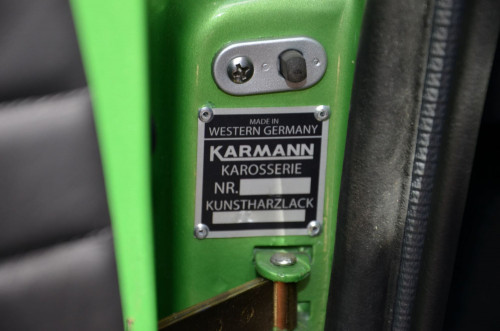 MADE IN
WESTERN GERMANY
KARMANN
KAROSSERIE
NR.
KUNSTHARZLACK